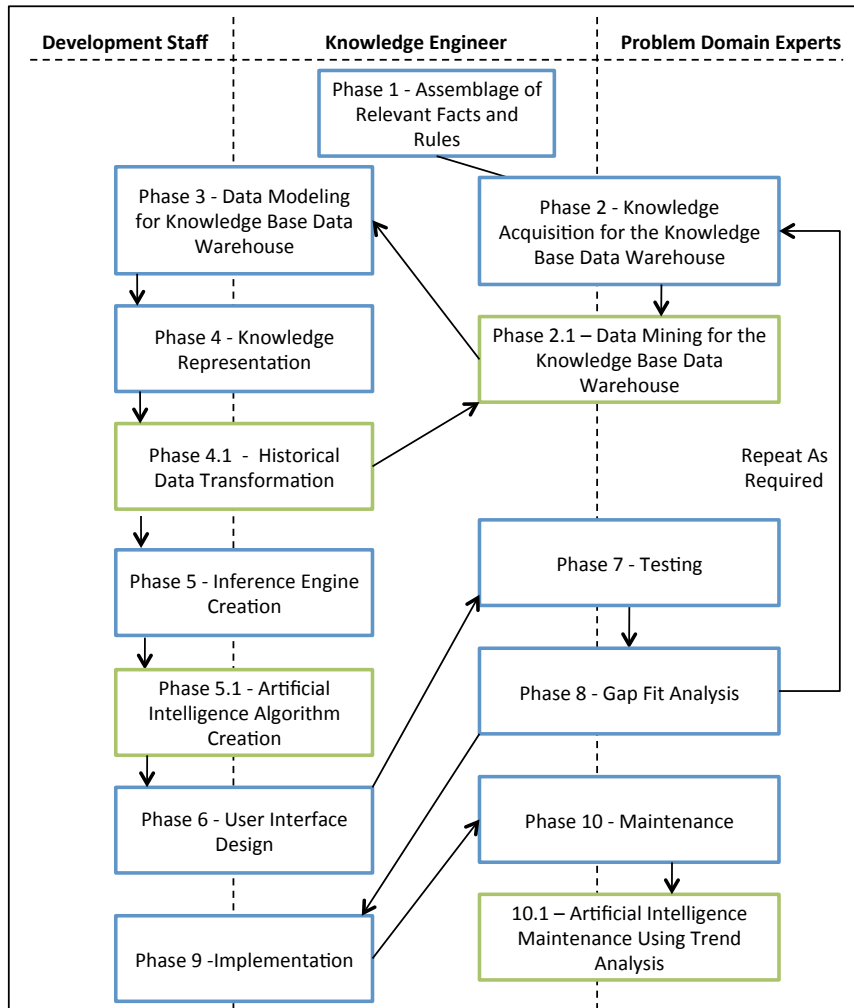 Development Staff
Knowledge Engineer
Problem Domain Experts
Phase 1 - Assemblage of
Relevant Facts and
Rules
Phase 3 - Data Modeling
for Knowledge Base Data
Warehouse
Phase 2 - Knowledge
Acquisition for the Knowledge
Base Data Warehouse
Phase 4 - Knowledge
Representation
Phase 2.1 – Data Mining for the
Knowledge Base Data
Warehouse
Phase 4.1 - Historical
Data Transformation
Repeat As
Required
Phase 5 - Inference Engine
Creation
Phase 7 - Testing
Phase 5.1 - Artificial
Intelligence Algorithm
Creation
Phase 8 - Gap Fit Analysis
Phase 6 - User Interface
Design
Phase 10 - Maintenance
Phase 9 -Implementation
10.1 – Artificial Intelligence
Maintenance Using Trend
Analysis